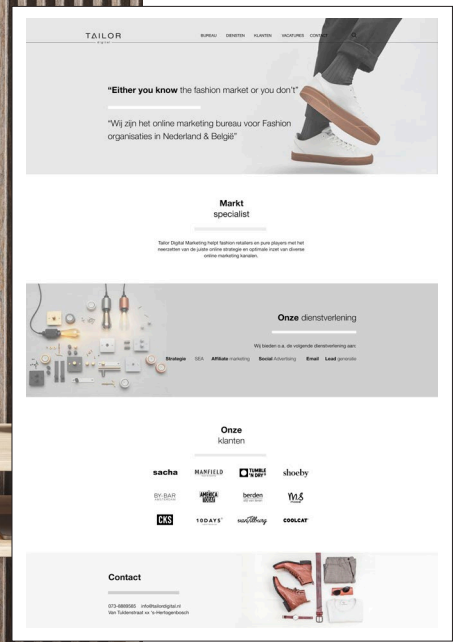 TAILOR
BUREAU DIENSTEN KLANTEN VACATURES CONTACT
“Either you know the fashion market or you don’t”
“Wij zijn het online marketing bureau voor Fashion
organisaties in Nederland & België”
Markt
specialist
Tailor Digital Marketing helpt fashion retailers en pure players met het
neerzetten van de juiste online strategie en optimale inzet van diverse
online marketing kanalen.
Onze dienstverlening
Wij bieden o.a. de volgende dienstverlening aan:
Strategie SEA Affiliate marketing Social Advertising Email Lead generatie
Onze
klanten
sacha MANFIELD TUMBLE 'N DRY shoeby
BY-BAR AMERICA TODAY berden M.S
CKS 10DAYS vanTilburg COOLCAT
Contact
073-6869565 info@tailordigital.nl
Van Tuldenstraat xx 's-Hertogenbosch